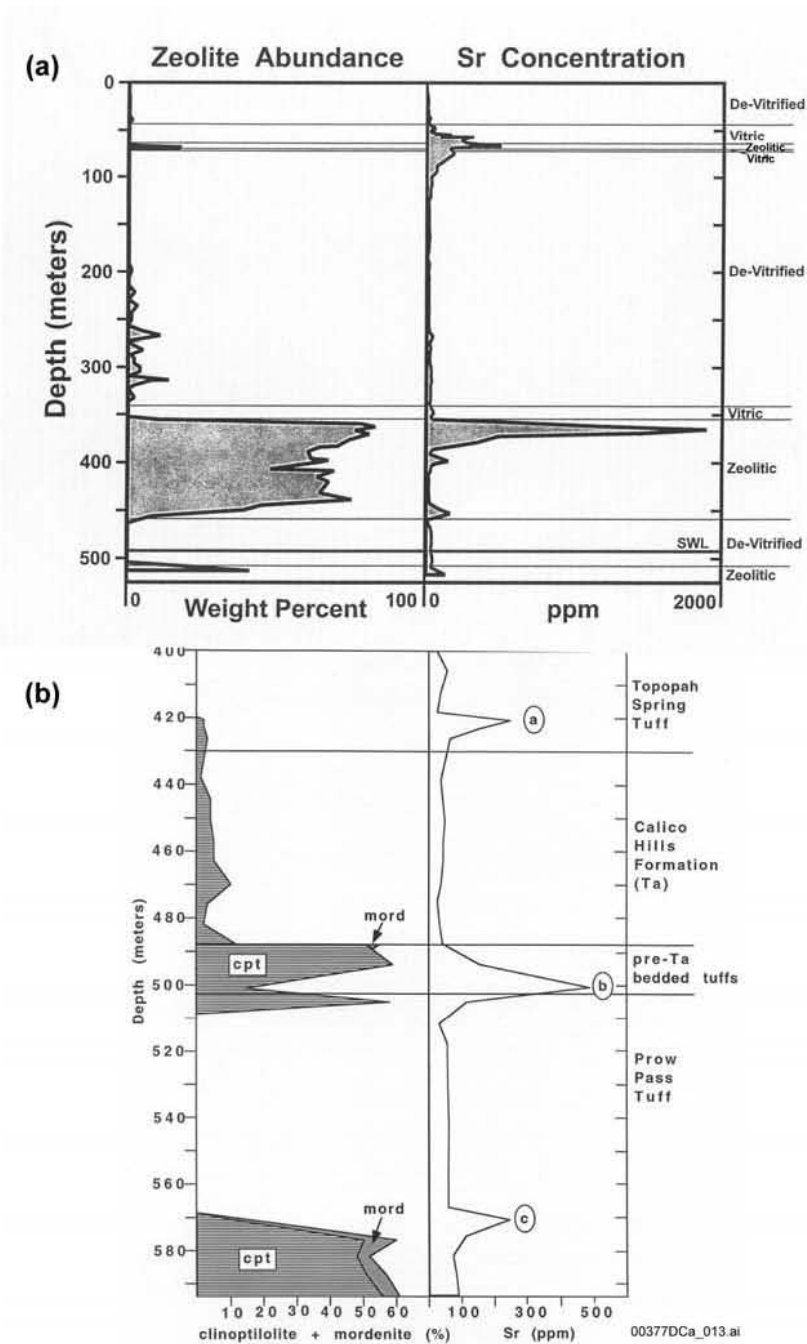 (a)
Zeolite Abundance Sr Concentration
0
100
200
300
400
500
Depth (meters)
De-Vitrified
Vitric
Zeolitic
Vitric
De-Vitrified
Vitric
Zeolitic
SWL De-Vitrified
Zeolitic
0 Weight Percent 100 0 ppm 2000
(b)
400
420
440
460
480
500
520
540
560
580
Depth (meters)
Topopah
Spring
Tuff
a
Calico
Hills
Formation
(Ta)
mord
cpt
pre-Ta
bedded tuffs
b
Prow
Pass
Tuff
c
mord
cpt
10 20 30 40 50 60 100 300 500
clinoptilolite + mordenite (%) Sr (ppm)
00377DCa_013.ai